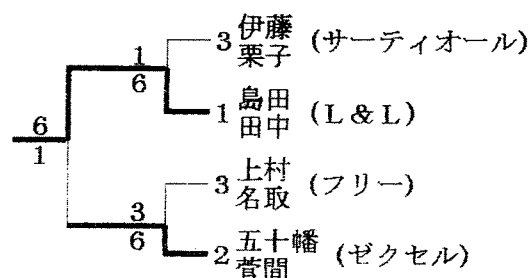 3 伊藤 (サーティオール)
栗子
1
6
1 島田 (L&L)
田中
6
1
3 上村 (フリー)
名取
3
6
2 五十幡 (ゼクセル)
菅間